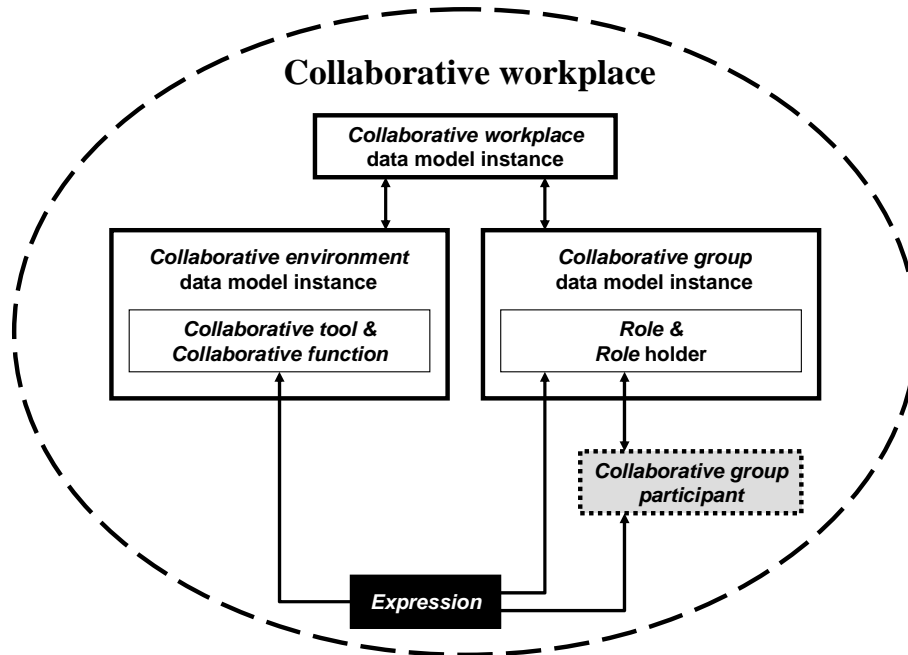 Collaborative workplace
Collaborative workplace
data model instance
Collaborative environment
data model instance
Collaborative tool &
Collaborative function
Collaborative group
data model instance
Role &
Role holder
Collaborative group
participant
Expression